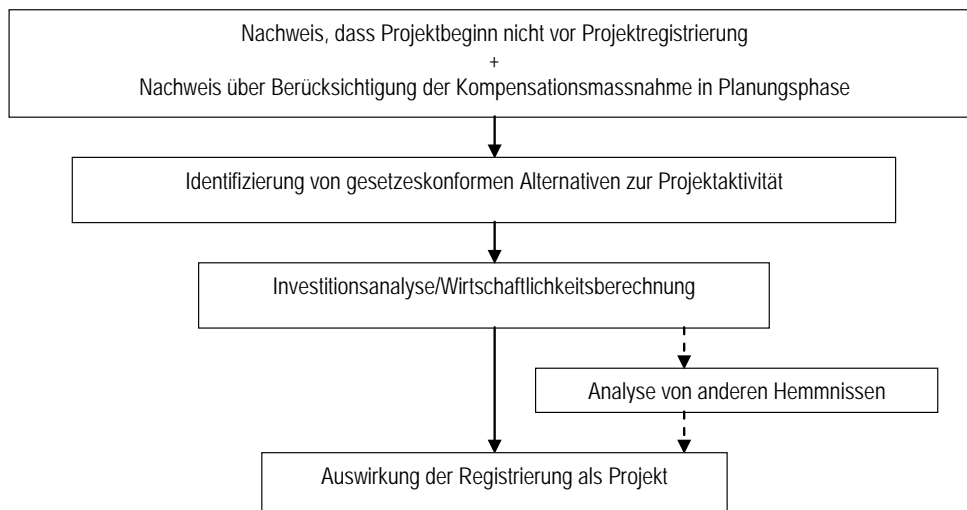 Nachweis, dass Projektbeginn nicht vor Projektregistrierung
+
Nachweis über Berücksichtigung der Kompensationsmassnahme in Planungsphase
Identifizierung von gesetzeskonformen Alternativen zur Projektaktivität
Investitionsanalyse/Wirtschaftlichkeitsberechnung
Analyse von anderen Hemmnissen
Auswirkung der Registrierung als Projekt